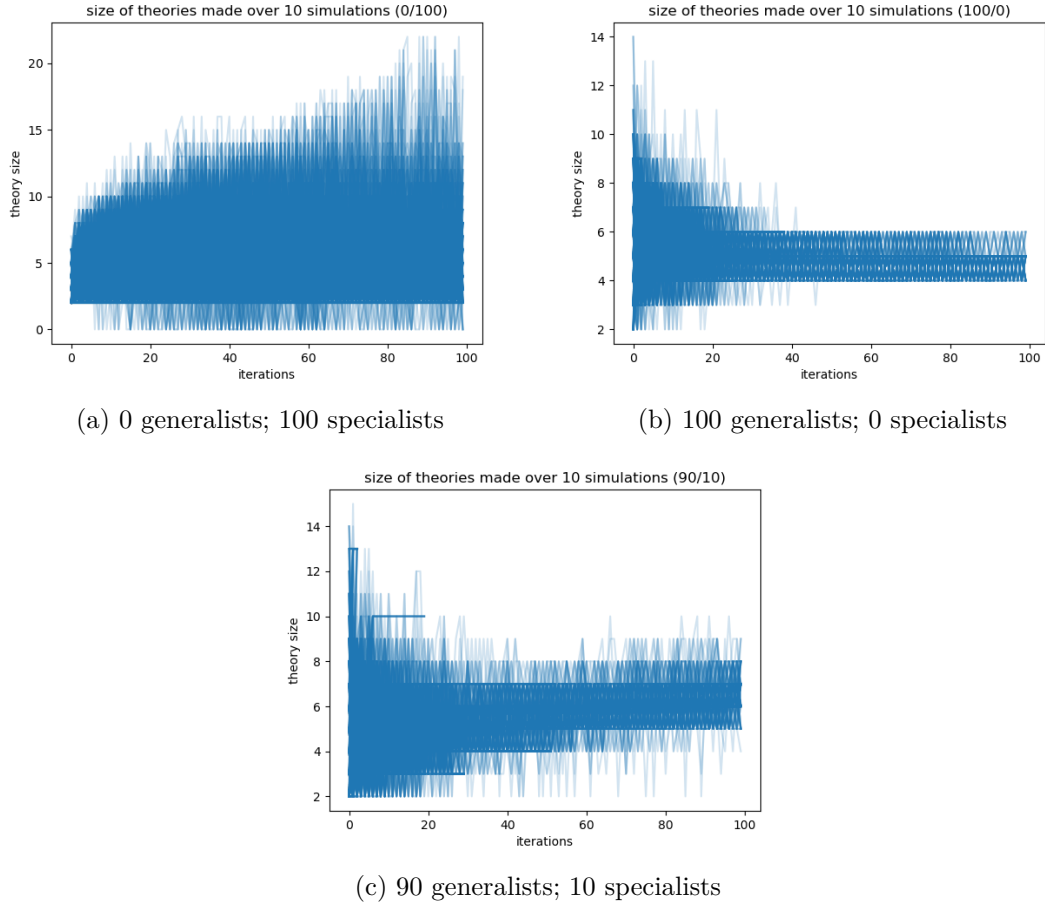 size of theories made over 10 simulations (0/100)
theory size
20
15
10
5
0
0 20 40 60 80 100
iterations
(a) 0 generalists; 100 specialists
size of theories made over 10 simulations (100/0)
theory size
14
12
10
8
6
4
2
0 20 40 60 80 100
iterations
(b) 100 generalists; 0 specialists
size of theories made over 10 simulations (90/10)
theory size
14
12
10
8
6
4
2
0 20 40 60 80 100
iterations
(c) 90 generalists; 10 specialists